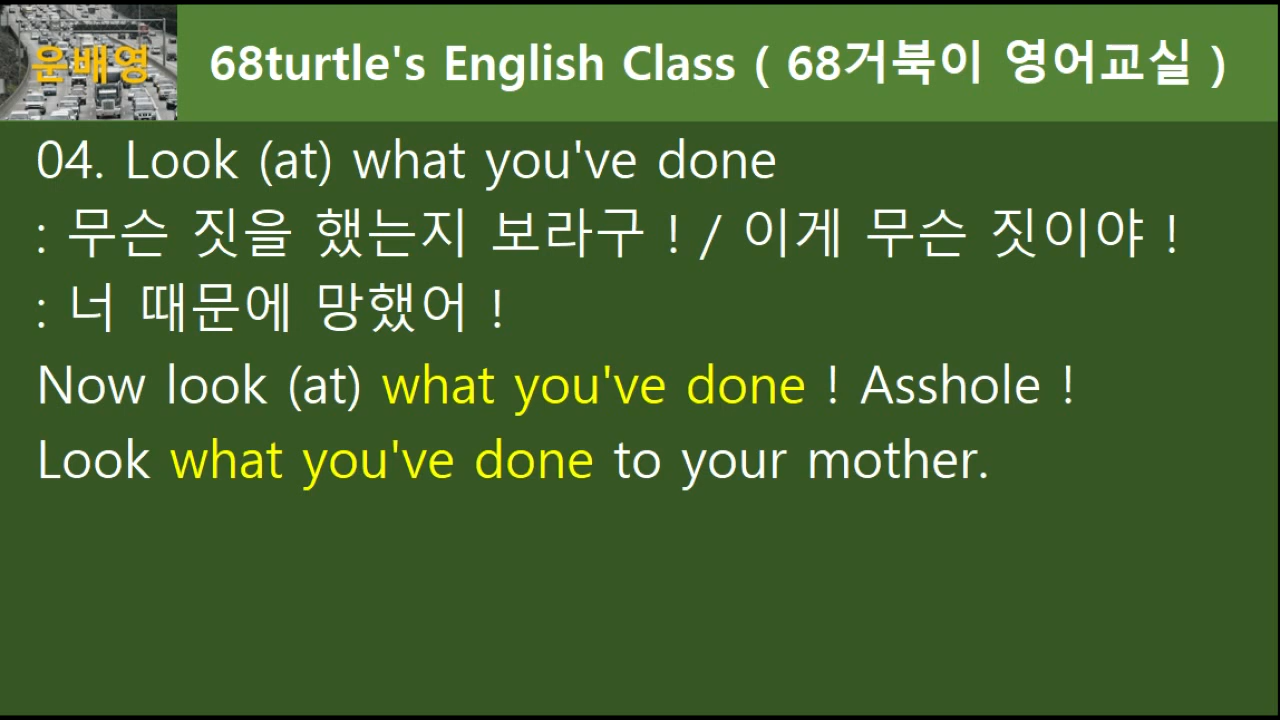 운배영
68turtle's English Class ( 68거북이 영어교실 )
04. Look (at) what you've done
: 무슨 짓을 했는지 보라구 ! / 이게 무슨 짓이야 !
: 너 때문에 망했어 !
Now look (at) what you've done ! Asshole !
Look what you've done to your mother.